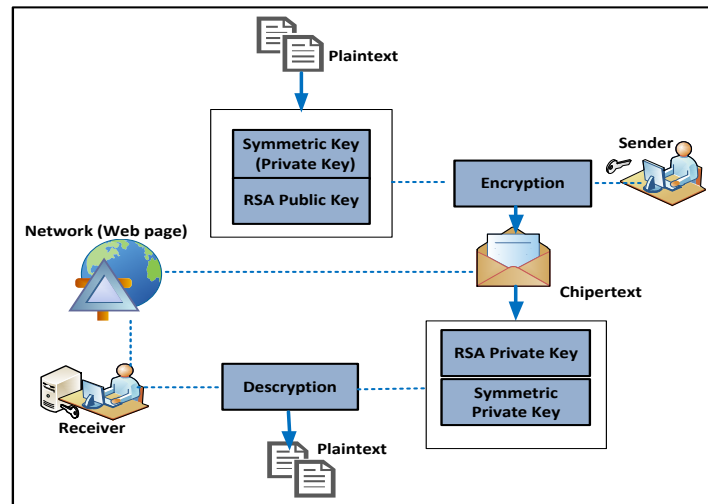 Plaintext
Sender
Symmetric Key
(Private Key)
RSA Public Key
Encryption
Network (Web page)
Chipertext
RSA Private Key
Symmetric
Private Key
Descryption
Receiver
Plaintext